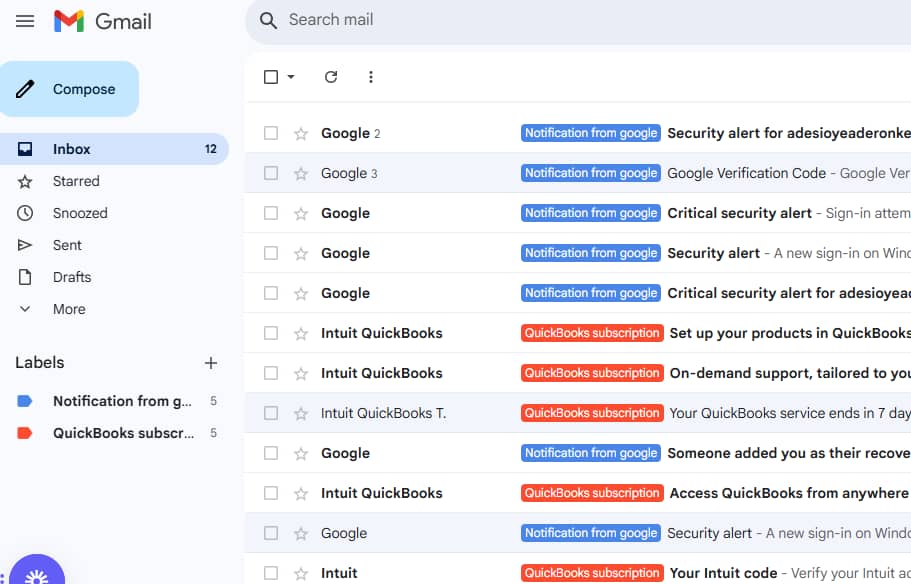 Gmail
Search mail
Compose
Inbox 12
Starred
Snoozed
Sent
Drafts
More
Labels
Notification from g... 5
QuickBooks subscr... 5
Google 2 Notification from google Security alert for adesioyeaderonke
Google 3 Notification from google Google Verification Code - Google Ver
Google Notification from google Critical security alert - Sign-in attem
Google Notification from google Security alert - A new sign-in on Wind
Google Notification from google Critical security alert for adesioyead
Intuit QuickBooks QuickBooks subscription Set up your products in QuickBooks
Intuit QuickBooks QuickBooks subscription On-demand support, tailored to you
Intuit QuickBooks T. QuickBooks subscription Your QuickBooks service ends in 7 day
Google Notification from google Someone added you as their recove
Intuit QuickBooks QuickBooks subscription Access QuickBooks from anywhere
Google Notification from google Security alert - A new sign-in on Windo
Intuit QuickBooks subscription Your Intuit code - Verify your Intuit ac